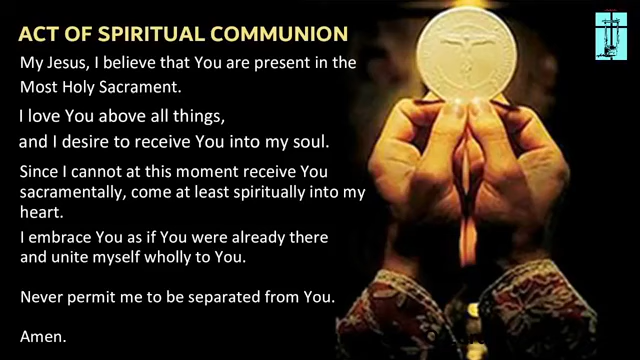 ACT OF SPIRITUAL COMMUNION
My Jesus, I believe that You are present in the
Most Holy Sacrament.
I love You above all things,
and I desire to receive You into my soul.
Since I cannot at this moment receive You
sacramentally, come at least spiritually into my
heart.
I embrace You as if You were already there
and unite myself wholly to You.
Never permit me to be separated from You.
Amen.